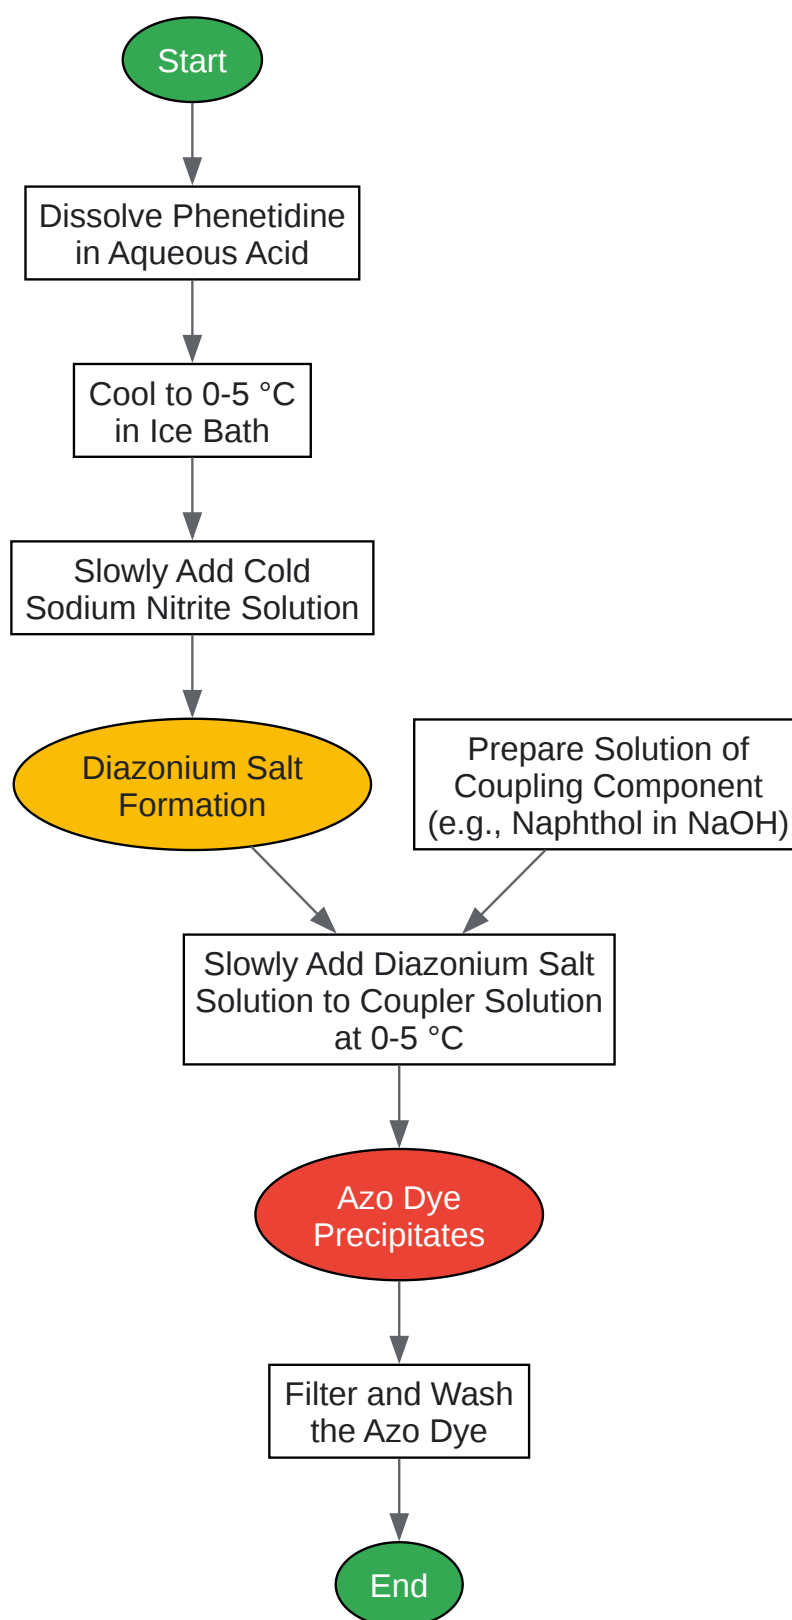 Start
Dissolve Phenetidine
in Aqueous Acid
Cool to 0-5 °C
in Ice Bath
Slowly Add Cold
Sodium Nitrite Solution
Diazonium Salt
Formation
Prepare Solution of
Coupling Component
(e.g., Naphthol in NaOH)
Slowly Add Diazonium Salt
Solution to Coupler Solution
at 0-5 °C
Azo Dye
Precipitates
Filter and Wash
the Azo Dye
End